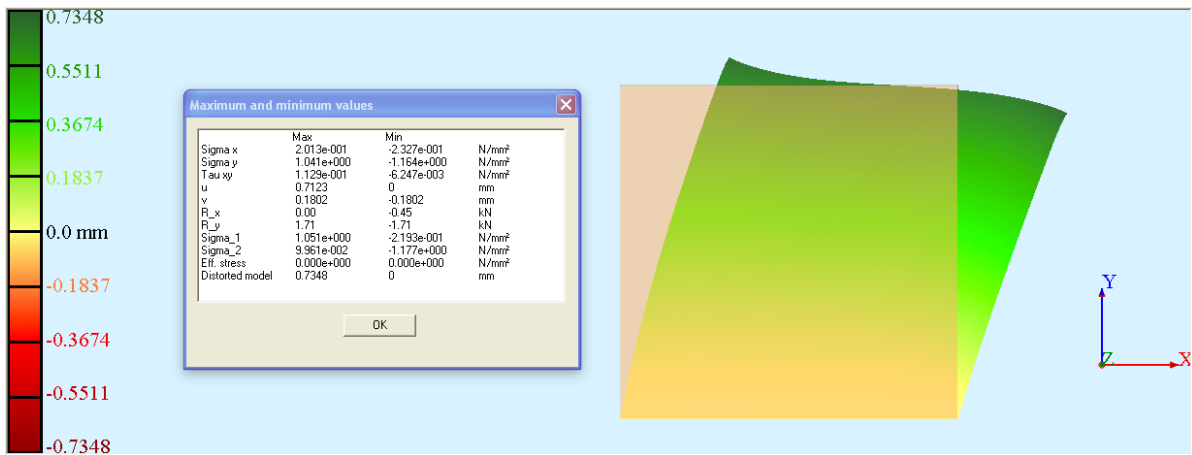 0.7348
0.5511
0.3674
0.1837
0.0 mm
-0.1837
-0.3674
-0.5511
-0.7348
Maximum and minimum values
Max Min
Sigma x 2.013e-001 -2.327e-001 N/mm²
Sigma y 1.041e+000 -1.164e+000 N/mm²
Tau xy 1.129e-001 -6.247e-003 N/mm²
u 0.7123 0 mm
v 0.1802 -0.1802 mm
R_x 0.00 -0.45 kN
R_y 1.71 -1.71 kN
Sigma_1 1.051e+000 -2.193e-001 N/mm²
Sigma_2 9.961e-002 -1.177e+000 N/mm²
Eff. stress 0.000e+000 0.000e+000 N/mm²
Distorted model 0.7348 0 mm
OK
Y
Z
X